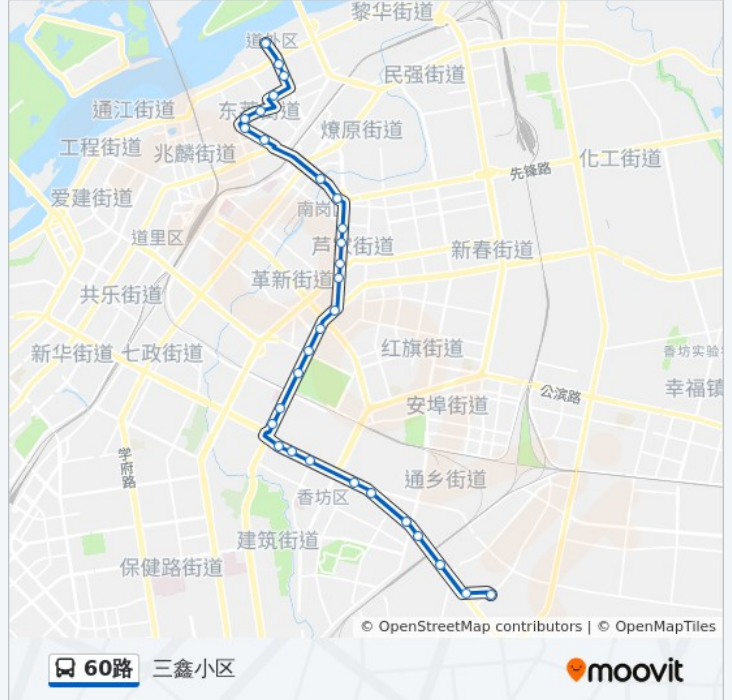 黎华街道
道外区
民强街道
通江街道
东莱街道
燎原街道
工程街道
兆麟街道
化工街道
先锋路
爱建街道
南岗区
道里区
芦家街道
新春街道
革新街道
共乐街道
新华街道
七政街道
红旗街道
香坊实验
幸福镇
公滨路
安埠街道
学府路
通乡街道
香坊区
建筑街道
保健路街道
© OpenStreetMap contributors | © OpenMapTiles
60路 三鑫小区
moovit